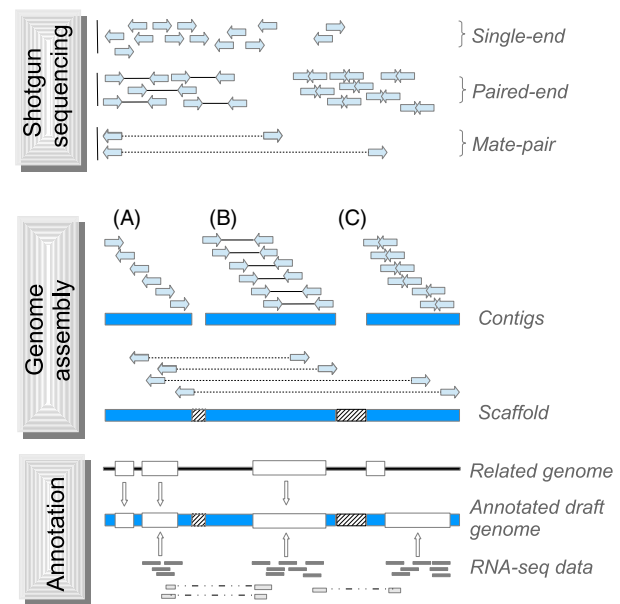 Shotgun
sequencing
Single-end
Paired-end
Mate-pair
Genome
assembly
(A)
(B)
(C)
Contigs
Scaffold
Annotation
Related genome
Annotated draft
genome
RNA-seq data